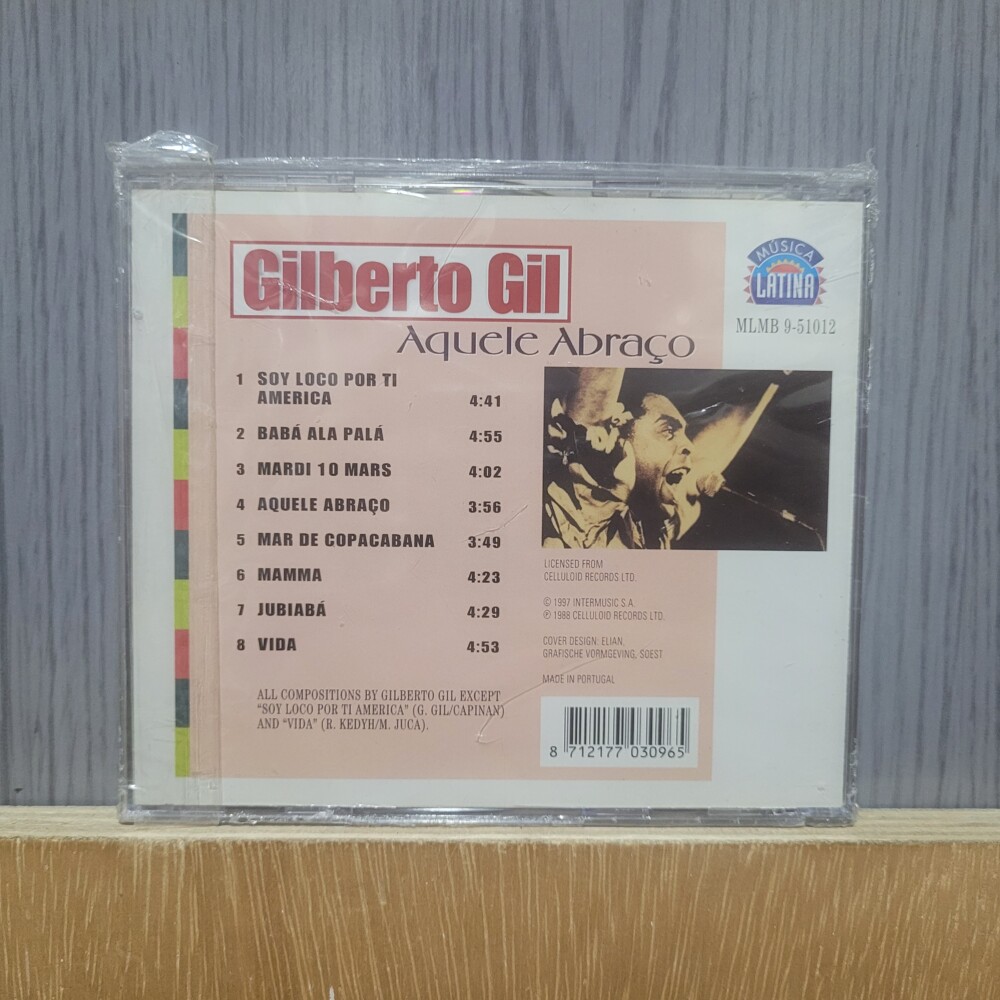 Gilberto Gil
Aquele Abraço
MÚSICA
LATINA
MLMB 9-51012
1 SOY LOCO POR TI
AMERICA 4:41
2 BABÁ ALA PALÁ 4:55
3 MARDI 10 MARS 4:02
4 AQUELE ABRAÇO 3:56
5 MAR DE COPACABANA 3:49
6 MAMMA 4:23
7 JUBIABÁ 4:29
8 VIDA 4:53
ALL COMPOSITIONS BY GILBERTO GIL EXCEPT
"SOY LOCO POR TI AMERICA" (G. GIL/CAPINAN)
AND "VIDA" (R. KEDYH/M. JUCA).
LICENSED FROM
CELLULOID RECORDS LTD.
© 1997 INTERMUSIC S.A.
℗ 1988 CELLULOID RECORDS LTD.
COVER DESIGN: ELIAN,
GRAFISCHE VORMGEVING, SOEST
MADE IN PORTUGAL
8 712177 030965